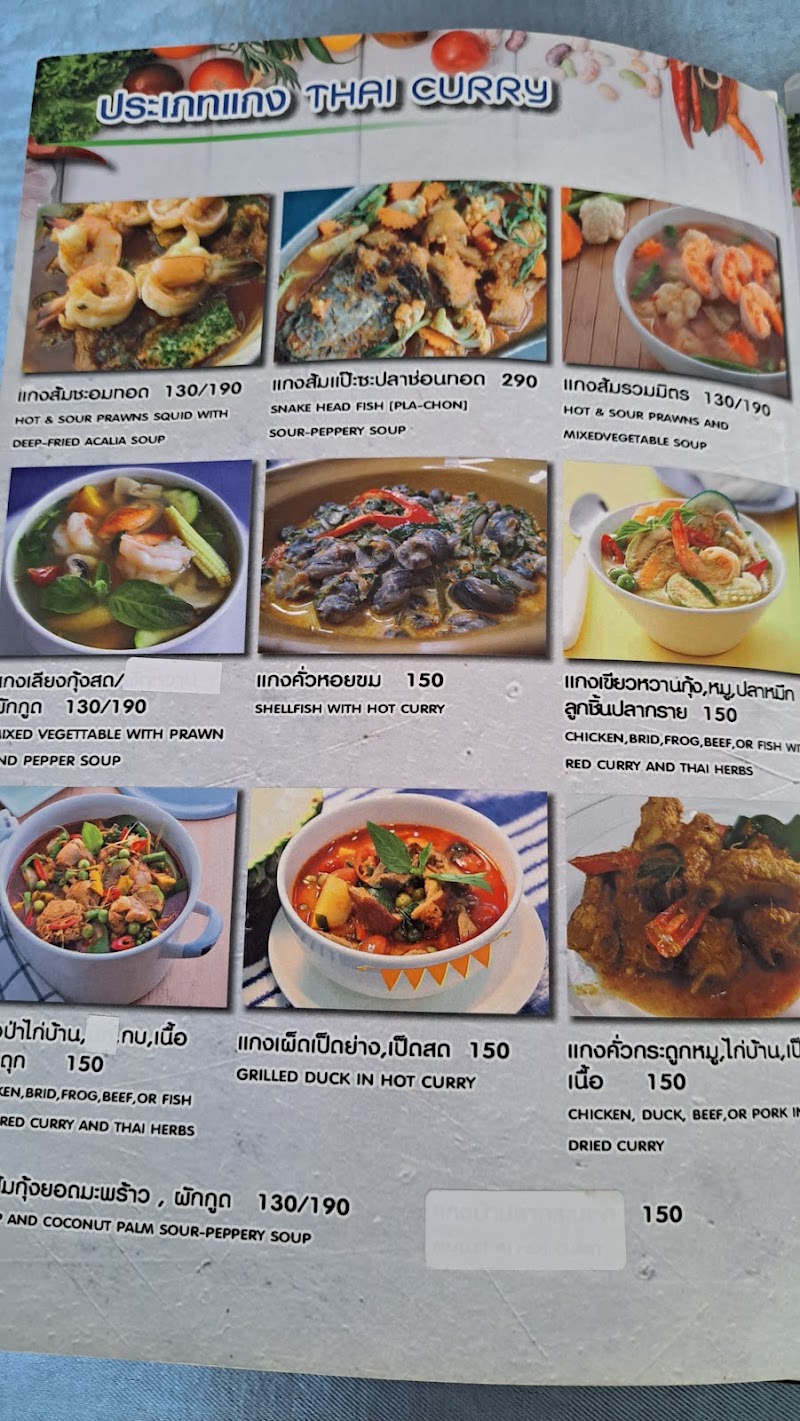 ประเภทแกง THAI CURRY
แกงส้มชะอมทอด 130/190
HOT & SOUR PRAWNS SQUID WITH
DEEP-FRIED ACALIA SOUP
แกงส้มแป๊ะซะปลาช่อนทอด 290
SNAKE HEAD FISH (PLA-CHON)
SOUR-PEPPERY SOUP
แกงส้มรวมมิตร 130/190
HOT & SOUR PRAWNS AND
MIXEDVEGETABLE SOUP
แกงเลียงกุ้งสด/
ผักกูด 130/190
MIXED VEGETTABLE WITH PRAWN
AND PEPPER SOUP
แกงคั่วหอยขม 150
SHELLFISH WITH HOT CURRY
แกงเขียวหวานกุ้ง,หมู,ปลาหมึก
ลูกชิ้นปลากราย 150
CHICKEN,BRID,FROG,BEEF,OR FISH WI
RED CURRY AND THAI HERBS
ป่าไก่บ้าน, ,กบ,เนื้อ
ดุก 150
KEN,BRID,FROG,BEEF,OR FISH
RED CURRY AND THAI HERBS
แกงเผ็ดเป็ดย่าง,เป็ดสด 150
GRILLED DUCK IN HOT CURRY
แกงคั่วกระดูกหมู,ไก่บ้าน,เป็
เนื้อ 150
CHICKEN, DUCK, BEEF,OR PORK IN
DRIED CURRY
ส้มกุ้งยอดมะพร้าว , ผักกูด 130/190
P AND COCONUT PALM SOUR-PEPPERY SOUP
150